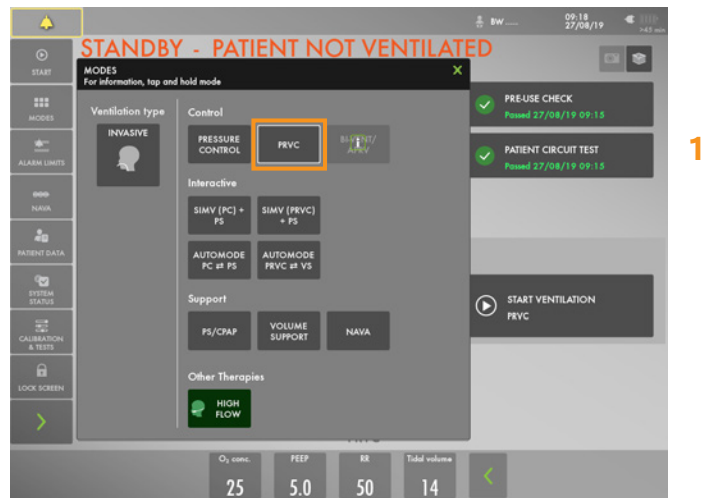 BW ....
09:18
27/08/19
>43 min
STANDBY - PATIENT NOT VENTILATED
START
MODES
ALARM LIMITS
NAVA
PATIENT DATA
SYSTEM
STATUS
CALIBRATION
& TESTS
LOCK SCREEN
MODES
For information, tap and hold mode
X
Ventilation type
INVASIVE
Control
PRESSURE
CONTROL
PRVC
Interactive
SIMV (PC) +
PS
SIMV (PRVC)
+ PS
AUTOMODE
PC ⇄ PS
AUTOMODE
PRVC ⇄ VS
Support
PS/CPAP
VOLUME
SUPPORT
NAVA
Other Therapies
HIGH
FLOW
PRE-USE CHECK
Passed 27/08/19 09:15
PATIENT CIRCUIT TEST
Passed 27/08/19 09:15
START VENTILATION
PRVC
1
O₂ conc.
25
PEEP
5.0
RR
50
Tidal volume
14